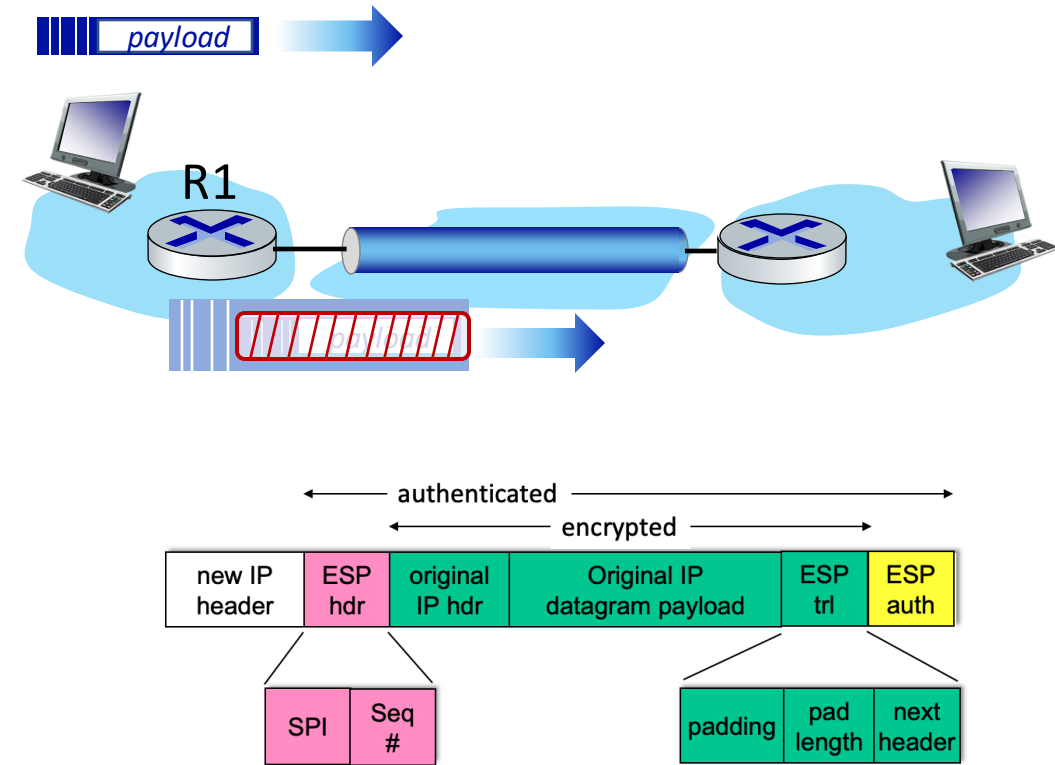 payload
R1
payload
authenticated
encrypted
new IP
header
ESP
hdr
original
IP hdr
Original IP
datagram payload
ESP
trl
ESP
auth
SPI
Seq
#
padding
pad
length
next
header